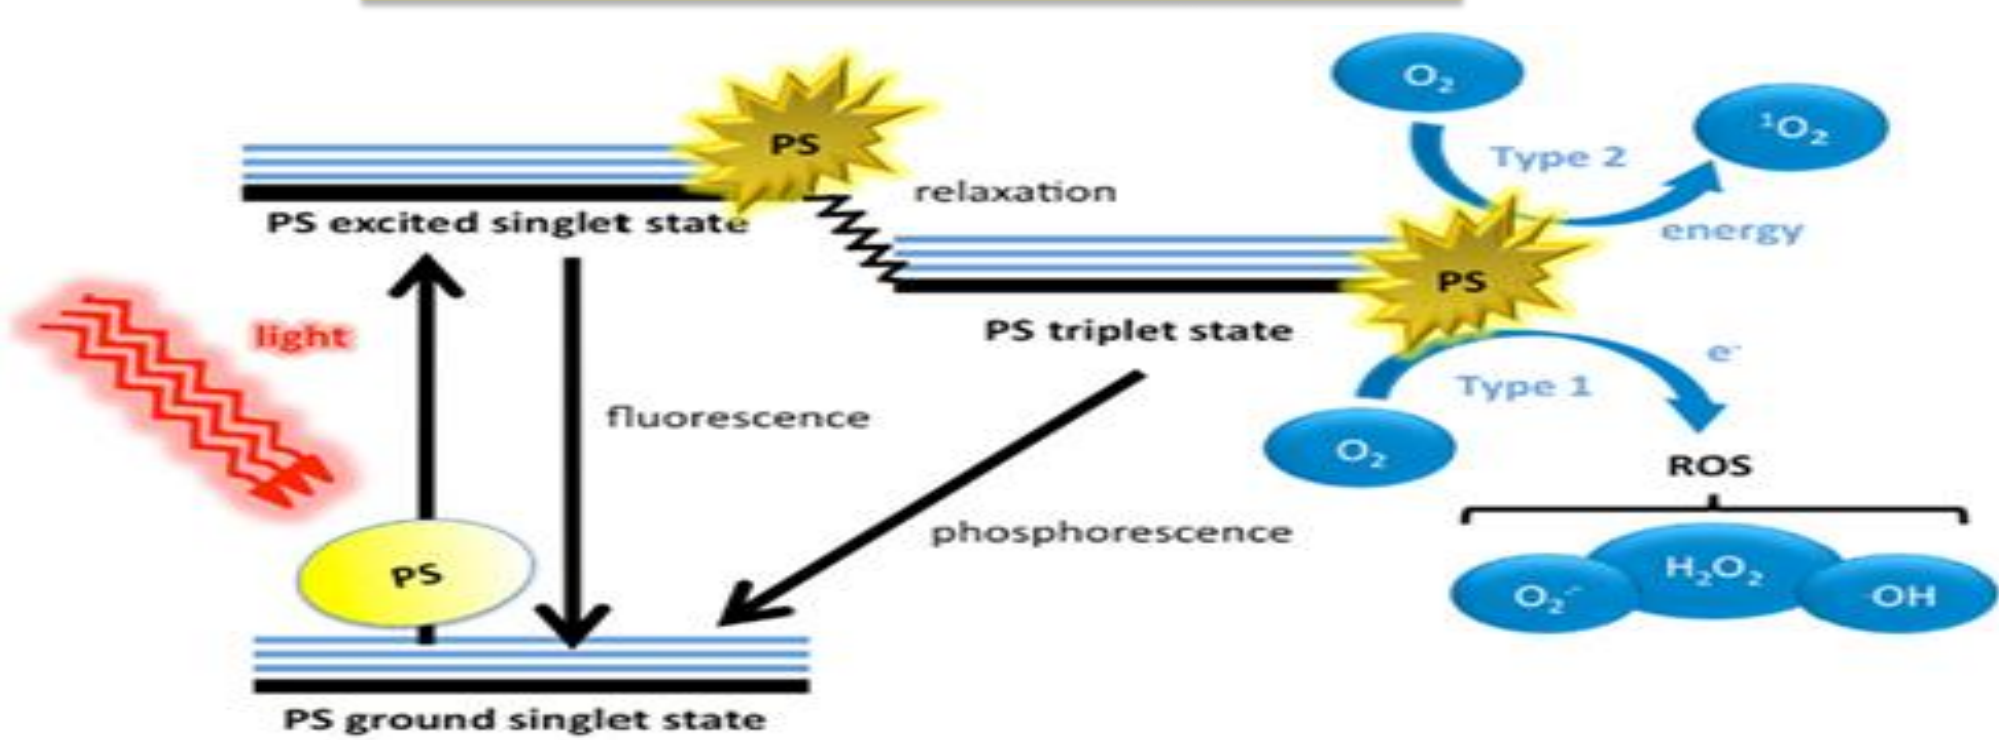 O₂
¹O₂
PS
Type 2
relaxation
energy
PS excited singlet state
PS
light
PS triplet state
e⁻
Type 1
fluorescence
O₂
ROS
phosphorescence
PS
O₂·⁻
H₂O₂
·OH
PS ground singlet state